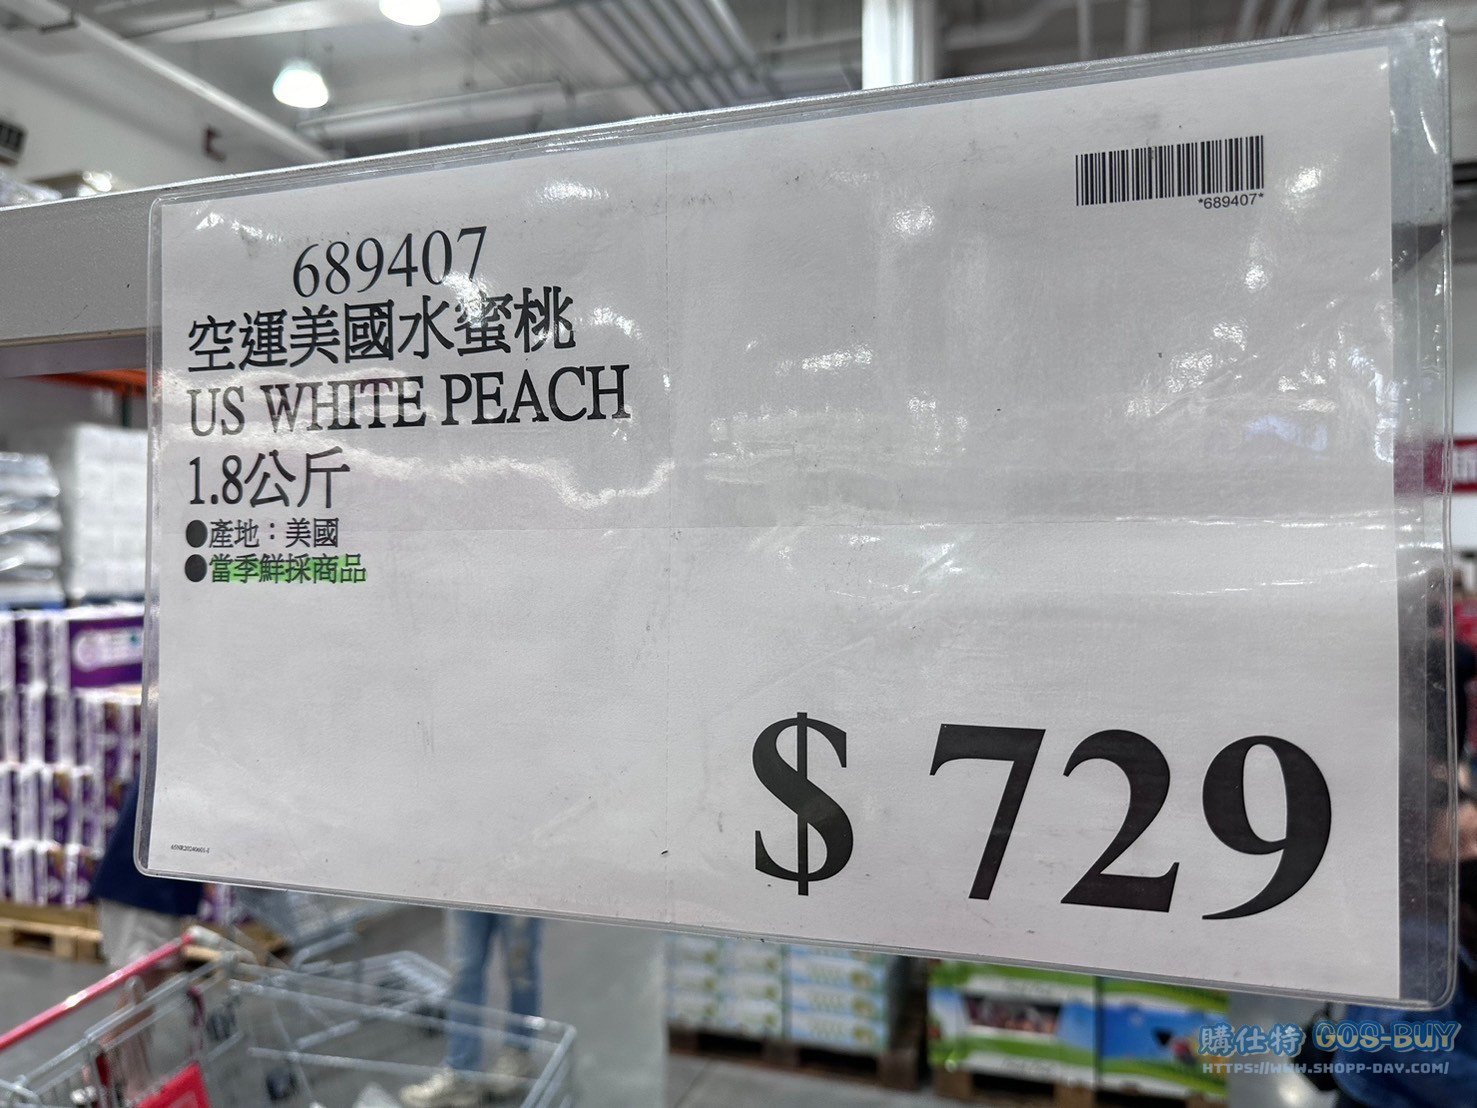 *689407*
689407
空運美國水蜜桃
US WHITE PEACH
1.8公斤
●產地：美國
●當季鮮採商品
$ 729
購仕特 GOS-BUY
HTTPS://WWW.SHOPP-DAY.COM/